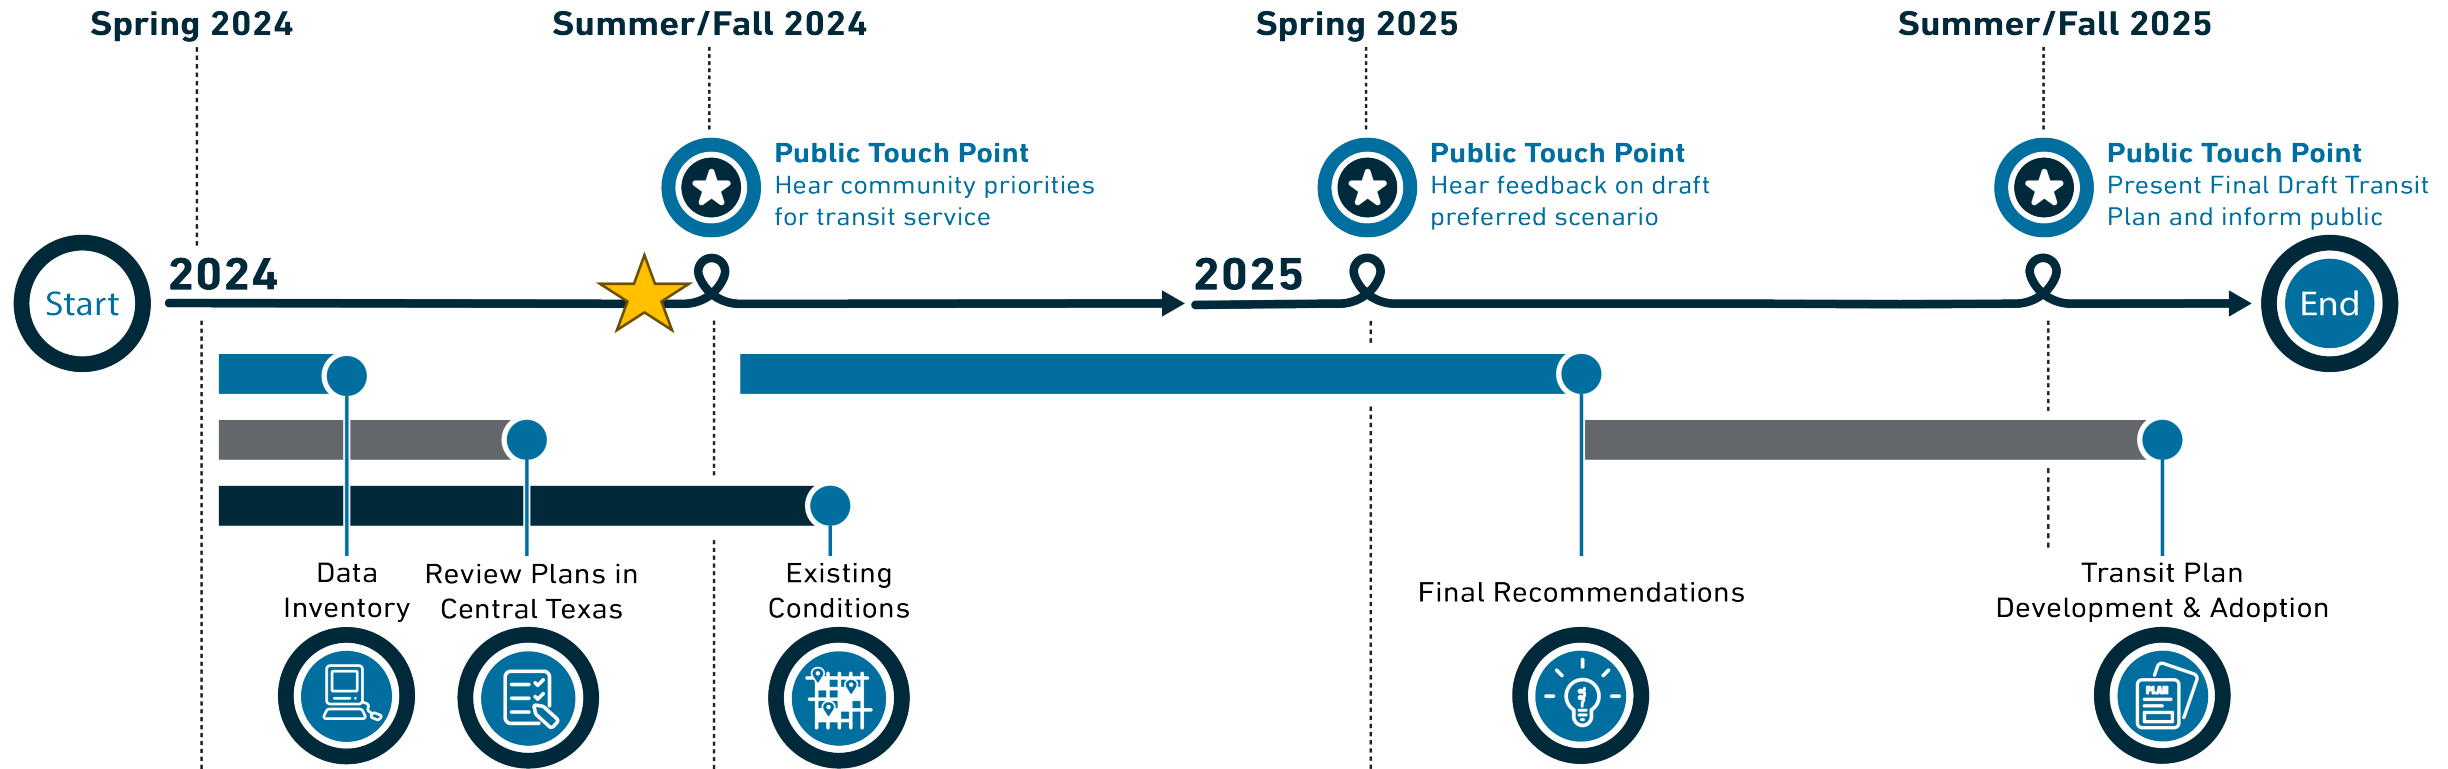 Spring 2024
Summer/Fall 2024
Spring 2025
Summer/Fall 2025
Public Touch Point
Hear community priorities
for transit service
Public Touch Point
Hear feedback on draft
preferred scenario
Public Touch Point
Present Final Draft Transit
Plan and inform public
Start
2024
2025
End
Data
Inventory
Review Plans in
Central Texas
Existing
Conditions
Final Recommendations
Transit Plan
Development & Adoption
PLAN